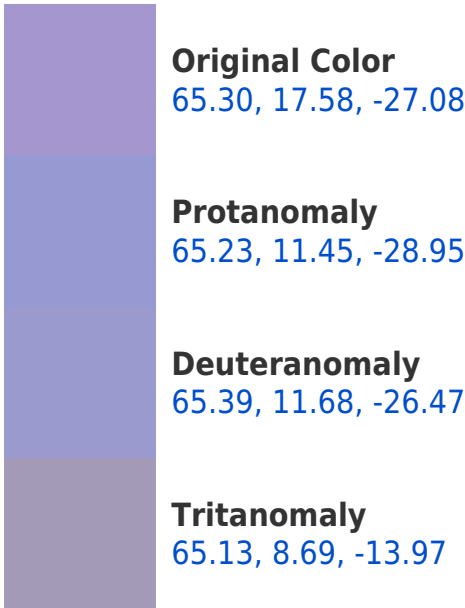 Original Color
65.30, 17.58, -27.08
Protanomaly
65.23, 11.45, -28.95
Deuteranomaly
65.39, 11.68, -26.47
Tritanomaly
65.13, 8.69, -13.97